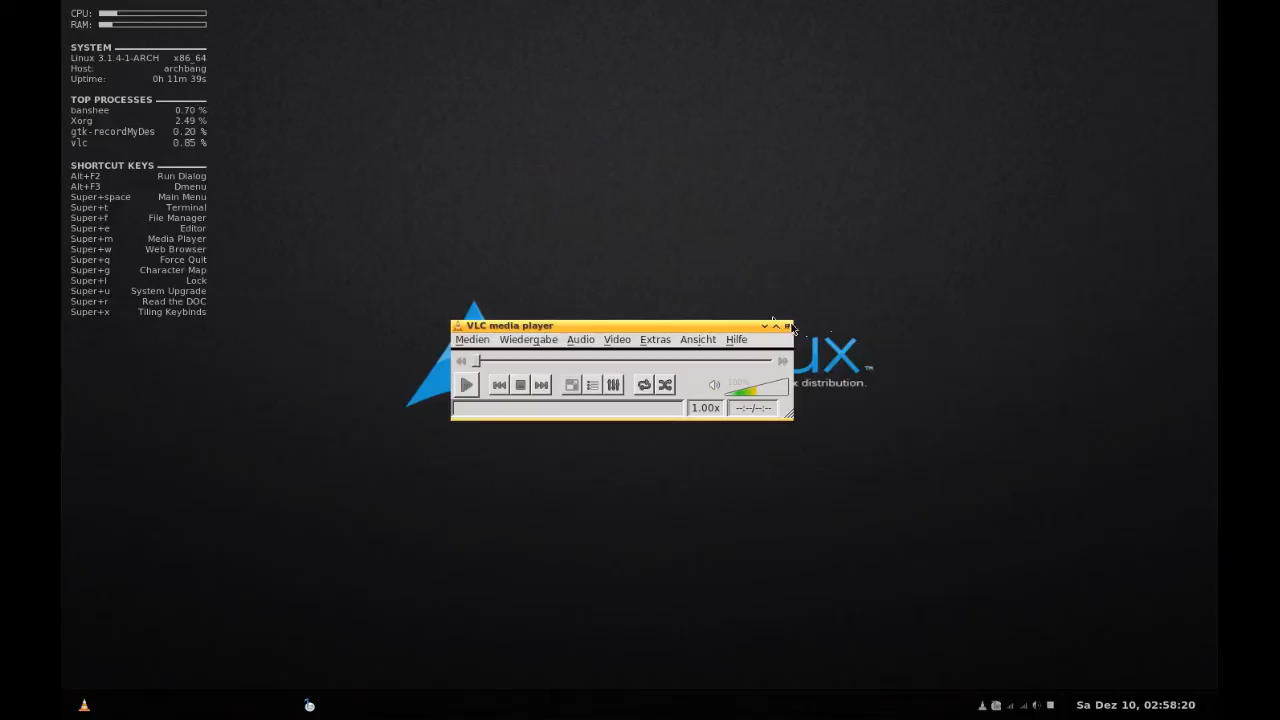 CPU:
RAM:
SYSTEM
Linux 3.1.4-1-ARCH x86_64
Host: archbang
Uptime: 0h 11m 39s
TOP PROCESSES
banshee 0.70 %
Xorg 2.49 %
gtk-recordMyDes 0.20 %
vlc 0.85 %
SHORTCUT KEYS
Alt+F2 Run Dialog
Alt+F3 Dmenu
Super+space Main Menu
Super+t Terminal
Super+f File Manager
Super+e Editor
Super+m Media Player
Super+w Web Browser
Super+q Force Quit
Super+g Character Map
Super+l Lock
Super+u System Upgrade
Super+r Read the DOC
Super+x Tiling Keybinds
VLC media player
Medien Wiedergabe Audio Video Extras Ansicht Hilfe
100%
1.00x --:--/--:--
ux™
x distribution.
Sa Dez 10, 02:58:20